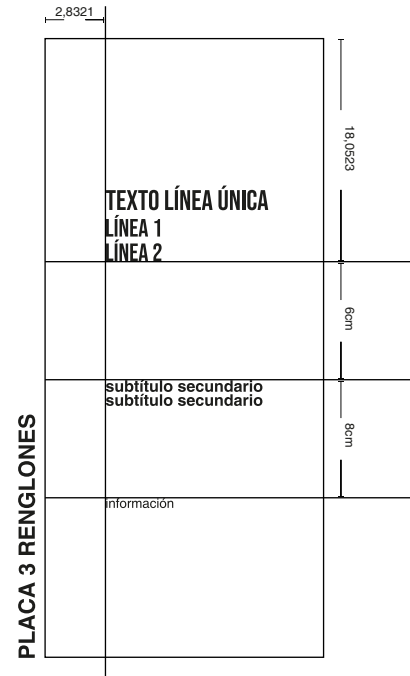 2,8321
18,0523
TEXTO LÍNEA ÚNICA
LÍNEA 1
LÍNEA 2
6cm
subtítulo secundario
subtítulo secundario
8cm
información
PLACA 3 RENGLONES